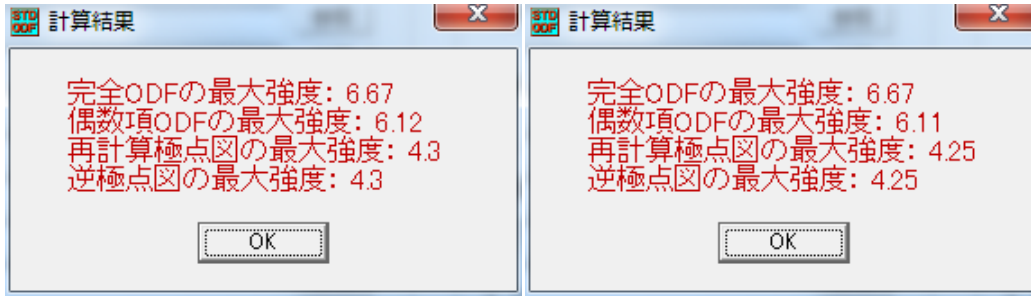 STD ODF 計算結果
完全ODFの最大強度: 6.67
偶数項ODFの最大強度: 6.12
再計算極点図の最大強度: 4.3
逆極点図の最大強度: 4.3
OK
STD ODF 計算結果
完全ODFの最大強度: 6.67
偶数項ODFの最大強度: 6.11
再計算極点図の最大強度: 4.25
逆極点図の最大強度: 4.25
OK